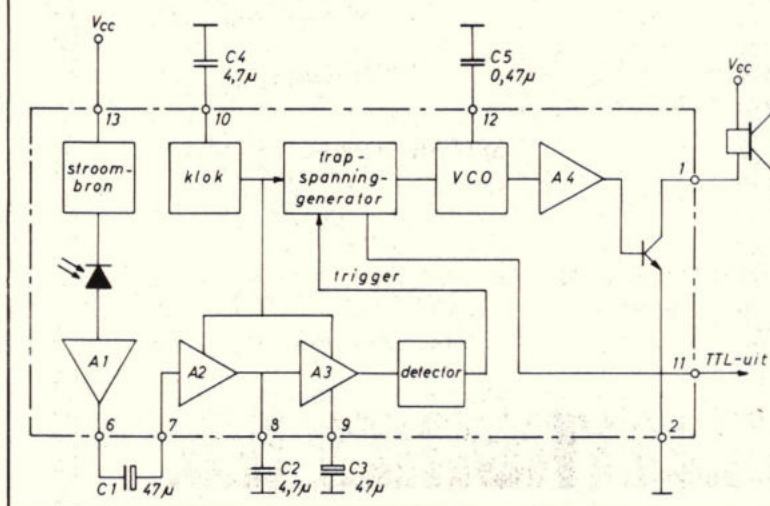 Vcc
C4
4,7µ
C5
0,47µ
Vcc
13
10
12
stroom-
bron
klok
trap-
spanning-
generator
VCO
A4
1
trigger
A1
A2
A3
detector
11
TTL-uit
6
7
8
9
2
C1
47µ
C2
4,7µ
C3
47µ